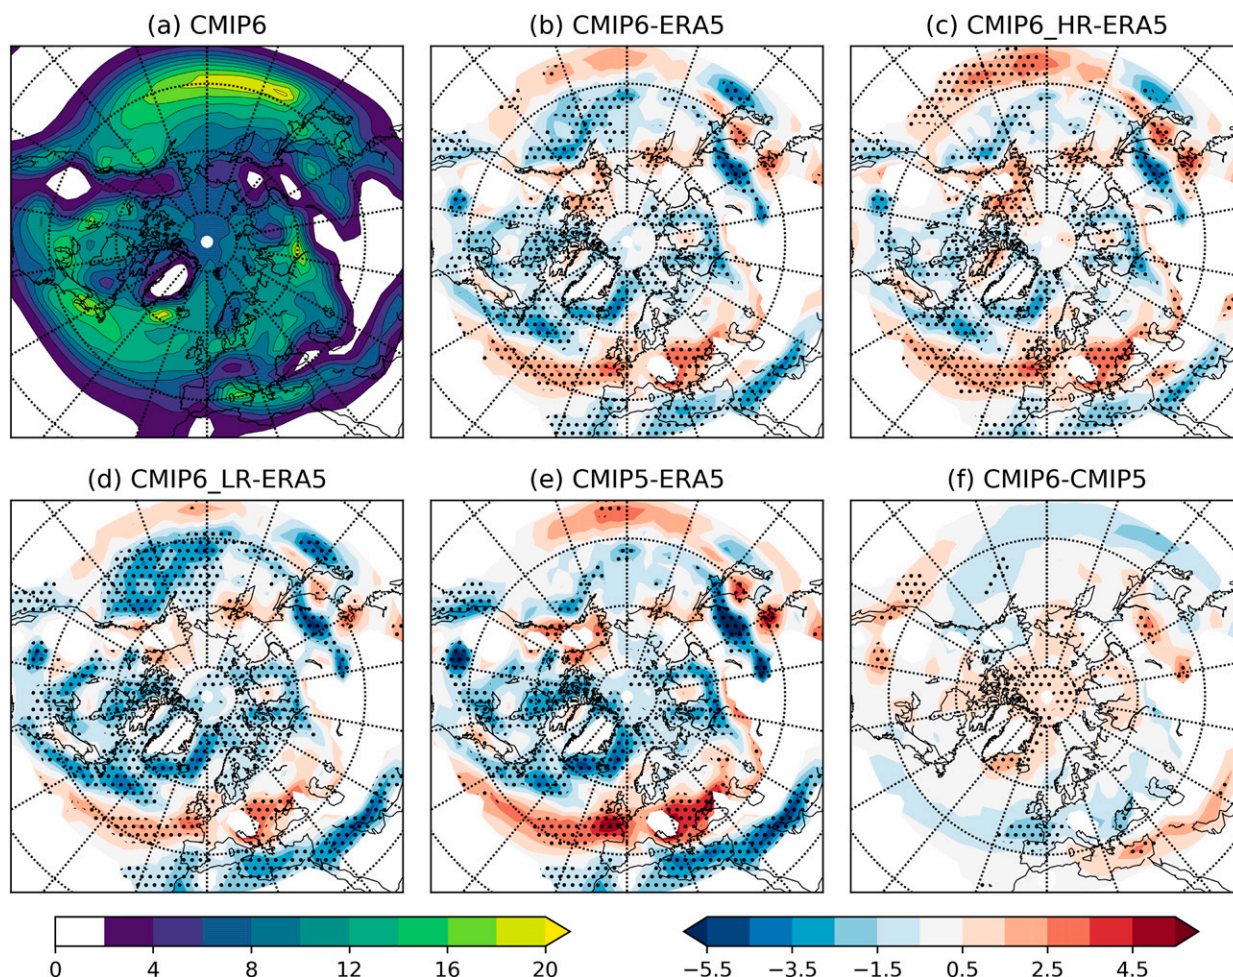 (a) CMIP6
(b) CMIP6-ERA5
(c) CMIP6_HR-ERA5
(d) CMIP6_LR-ERA5
(e) CMIP5-ERA5
(f) CMIP6-CMIP5
0 4 8 12 16 20
−5.5 −3.5 −1.5 0.5 2.5 4.5